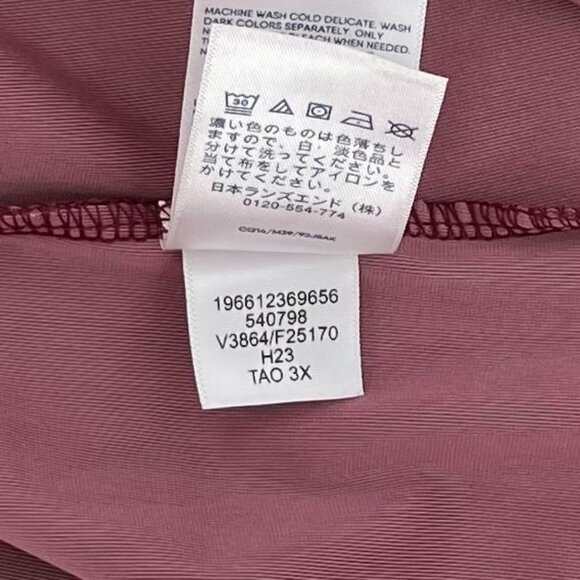 MACHINE WASH COLD DELICATE. WASH
DARK COLORS SEPARATELY ONLY
BLEACH WHEN NEEDED.
30
濃い色のものは色落ちし
ますので、白・淡色品と
分けて洗ってください。
当て布をしてアイロンを
かけてください。
日本ランズエンド（株）
0120-554-774
196612369656
540798
V3864/F25170
H23
TAO 3X